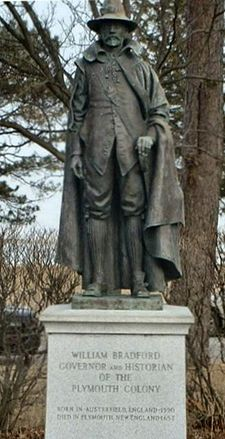 WILLIAM BRADFORD
GOVERNOR AND HISTORIAN
OF THE
PLYMOUTH COLONY
BORN IN AUSTERFIELD, ENGLAND·1590
DIED IN PLYMOUTH, NEW ENGLAND·1657